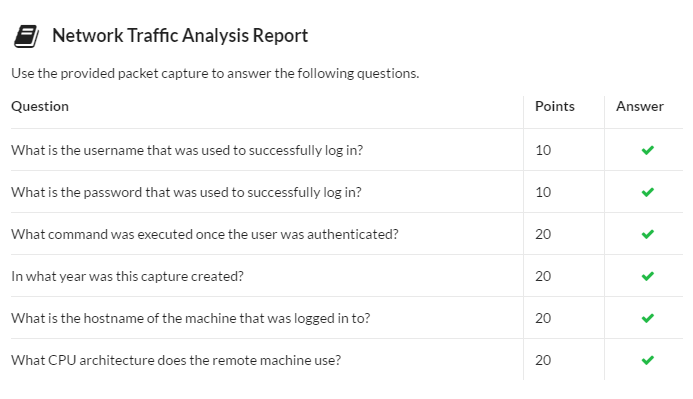 Network Traffic Analysis Report
Use the provided packet capture to answer the following questions.
Question Points Answer
What is the username that was used to successfully log in? 10
What is the password that was used to successfully log in? 10
What command was executed once the user was authenticated? 20
In what year was this capture created? 20
What is the hostname of the machine that was logged in to? 20
What CPU architecture does the remote machine use? 20